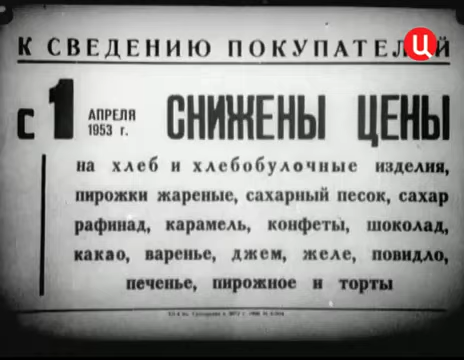 К СВЕДЕНИЮ ПОКУПАТЕЛЕЙ
Ц
с 1 АПРЕЛЯ 1953 г. СНИЖЕНЫ ЦЕНЫ
на хлеб и хлебобулочные изделия,
пирожки жареные, сахарный песок, сахар
рафинад, карамель, конфеты, шоколад,
какао, варенье, джем, желе, повидло,
печенье, пирожное и торты